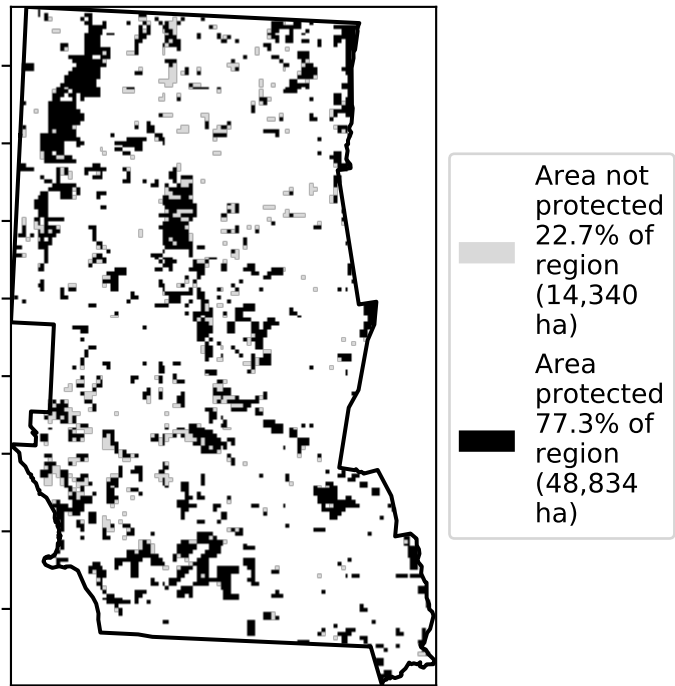 Area not
protected
22.7% of
region
(14,340
ha)
Area
protected
77.3% of
region
(48,834
ha)